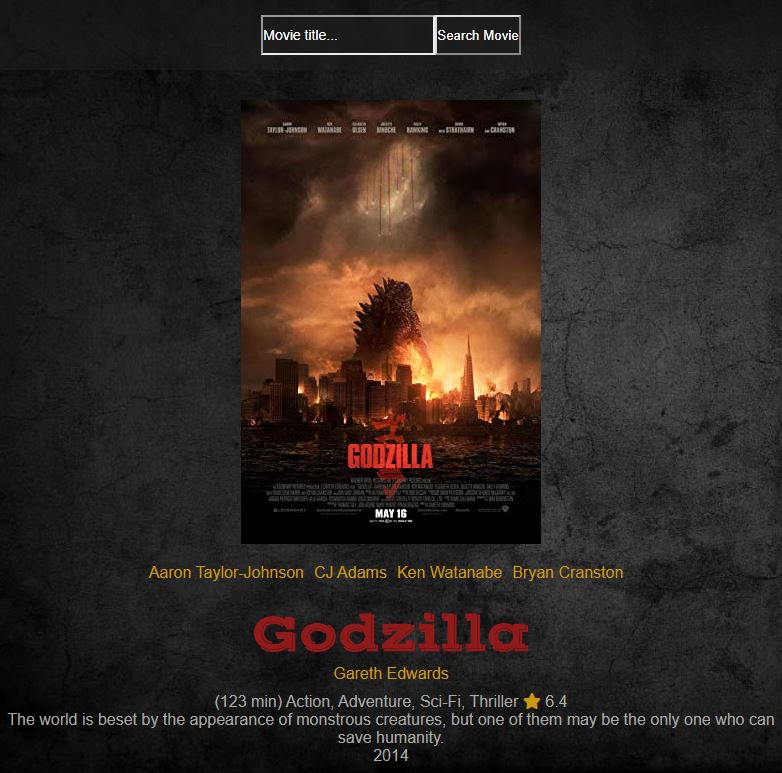 Movie title... Search Movie
AARON TAYLOR-JOHNSON KEN WATANABE ELIZABETH OLSEN JULIETTE BINOCHE SALLY HAWKINS WITH DAVID STRATHAIRN AND BRYAN CRANSTON
GODZILLA
MAY 16
Aaron Taylor-Johnson CJ Adams Ken Watanabe Bryan Cranston
Godzilla
Gareth Edwards
(123 min) Action, Adventure, Sci-Fi, Thriller 6.4
The world is beset by the appearance of monstrous creatures, but one of them may be the only one who can
save humanity.
2014